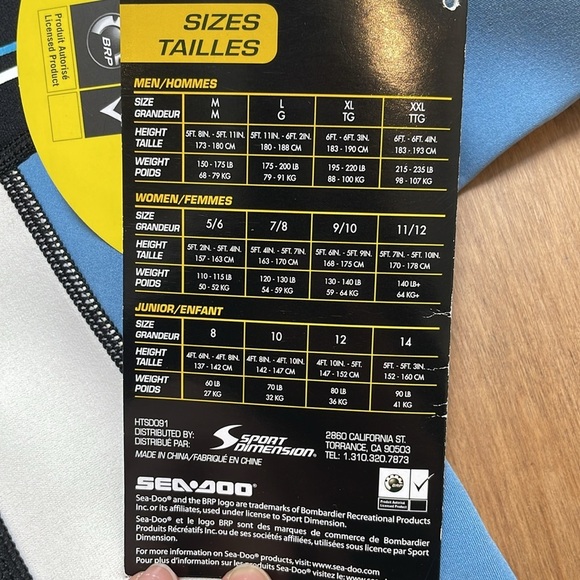 Produit Autorisé
Licensed Product
BRP
SIZES
TAILLES
MEN/HOMMES
SIZE M L XL XXL
GRANDEUR M G TG TTG
HEIGHT 5FT. 8IN. - 5FT. 11IN. 5FT. 11IN. - 6FT. 2IN. 6FT. - 6FT. 3IN. 6FT. - 6FT. 4IN.
TAILLE 173 - 180 CM 180 - 188 CM 183 - 190 CM 183 - 193 CM
WEIGHT 150 - 175 LB 175 - 200 LB 195 - 220 LB 215 - 235 LB
POIDS 68 - 79 KG 79 - 91 KG 88 - 100 KG 98 - 107 KG
WOMEN/FEMMES
SIZE
GRANDEUR 5/6 7/8 9/10 11/12
HEIGHT 5FT. 2IN. - 5FT. 4IN. 5FT. 4IN. - 5FT. 7IN. 5FT. 6IN. - 5FT. 9IN. 5FT. 7IN. - 5FT. 10IN.
TAILLE 157 - 163 CM 163 - 170 CM 168 - 175 CM 170 - 178 CM
WEIGHT 110 - 115 LB 120 - 130 LB 130 - 140 LB 140 LB+
POIDS 50 - 52 KG 54 - 59 KG 59 - 64 KG 64 KG+
JUNIOR/ENFANT
SIZE
GRANDEUR 8 10 12 14
HEIGHT 4FT. 6IN. - 4FT. 8IN. 4FT. 8IN. - 4FT. 10IN. 4FT. 10IN. - 5FT. 5FT. - 5FT. 3IN.
TAILLE 137 - 142 CM 142 - 147 CM 147 - 152 CM 152 - 160 CM
WEIGHT 60 LB 70 LB 80 LB 90 LB
POIDS 27 KG 32 KG 36 KG 41 KG
HTSD091
DISTRIBUTED BY:
DISTRIBUÉ PAR:
MADE IN CHINA/FABRIQUÉ EN CHINE
SPORT
DIMENSION®
2860 CALIFORNIA ST.
TORRANCE, CA 90503
TEL: 1.310.320.7873
SEA-DOO®
BRP
Produit Autorisé
Licensed Product
Sea-Doo® and the BRP logo are trademarks of Bombardier Recreational Products
Inc. or its affiliates, used under license to Sport Dimension.
Sea-Doo® et le logo BRP sont des marques de commerce de Bombardier
Produits Récréatifs Inc. ou de ses sociétés affiliées, utilisées sous licence par Sport
Dimension.
For more information on Sea-Doo® products, visit: www.sea-doo.com
les produits Sea-Doo® visitez le: www.